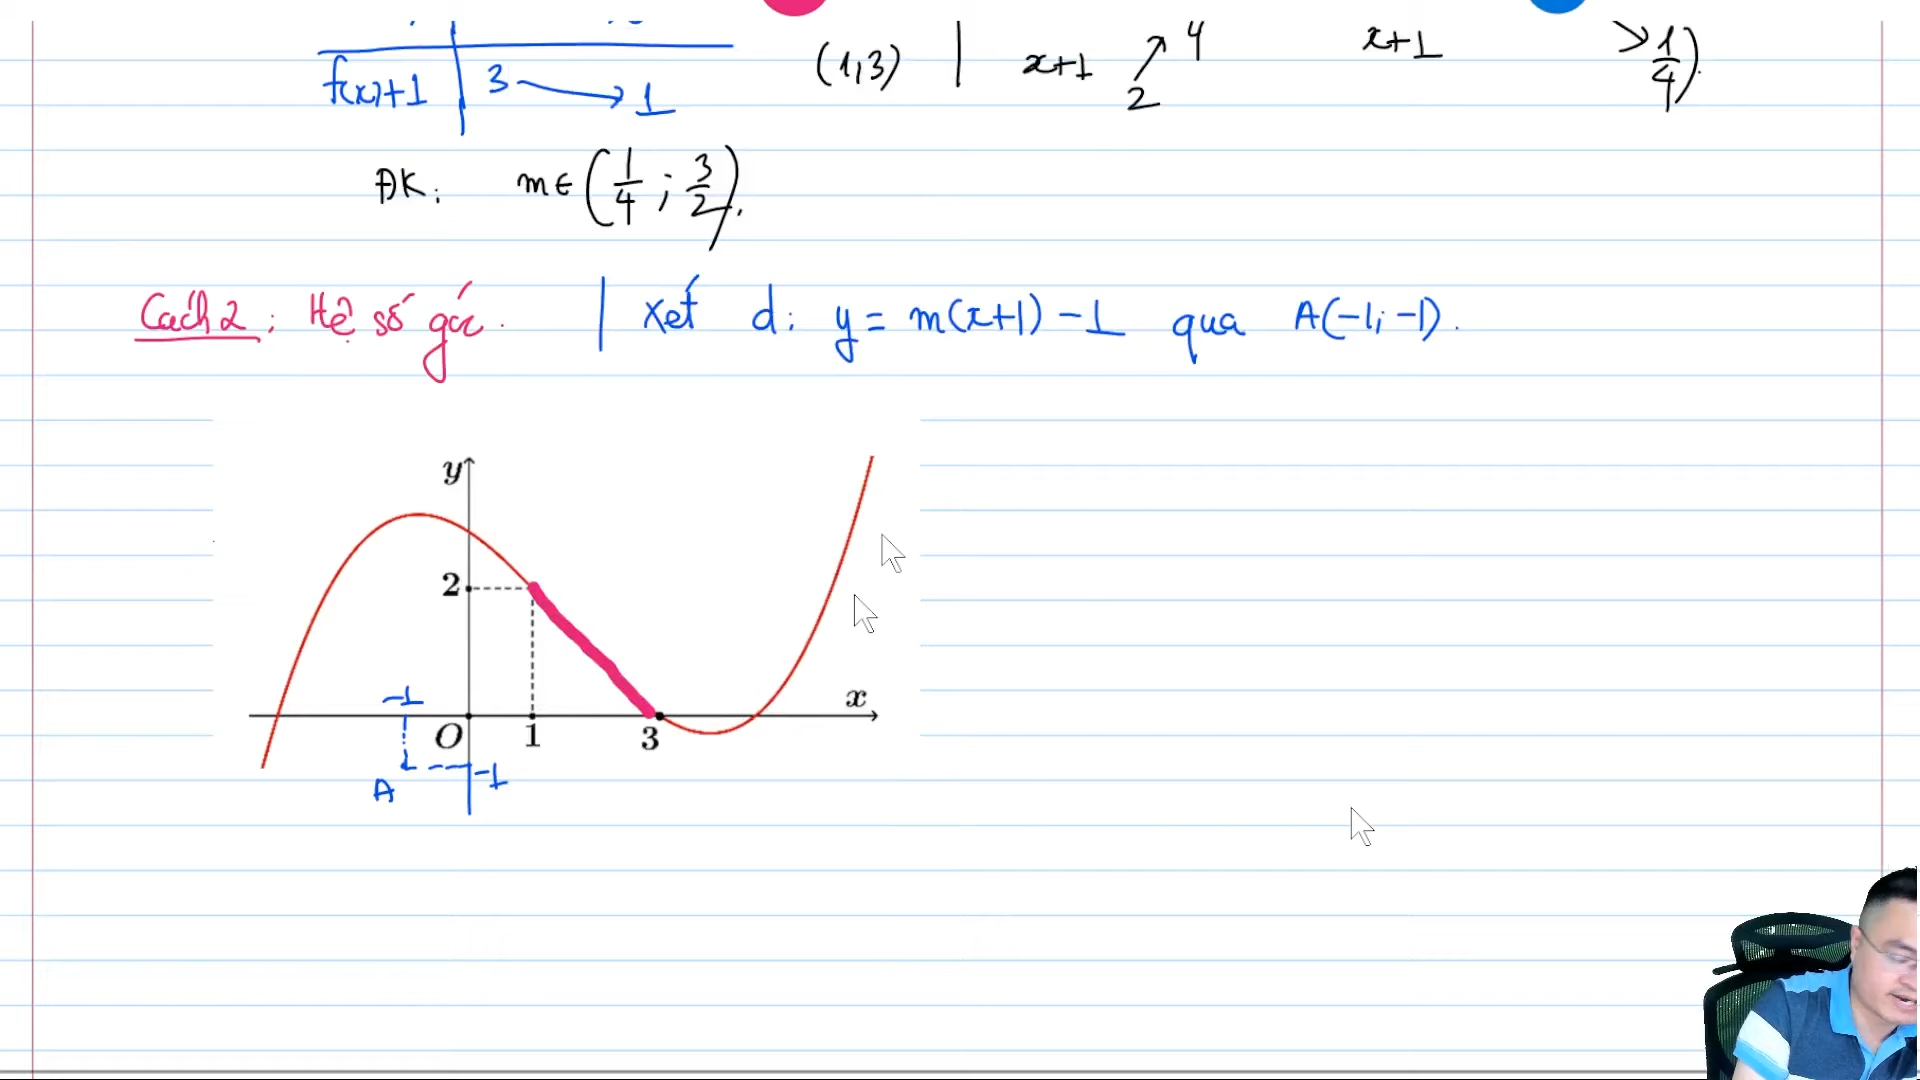 f(x)+1 | 3 → 1 (1,3) | x+1 2 ↗ 4 x+1 > 1/4).
ĐK: m∈(1/4; 3/2).
Cách 2: Hệ số góc. | Xét d: y = m(x+1) - 1 qua A(-1; -1).
y
2
-1 x
O 1 3
A -1